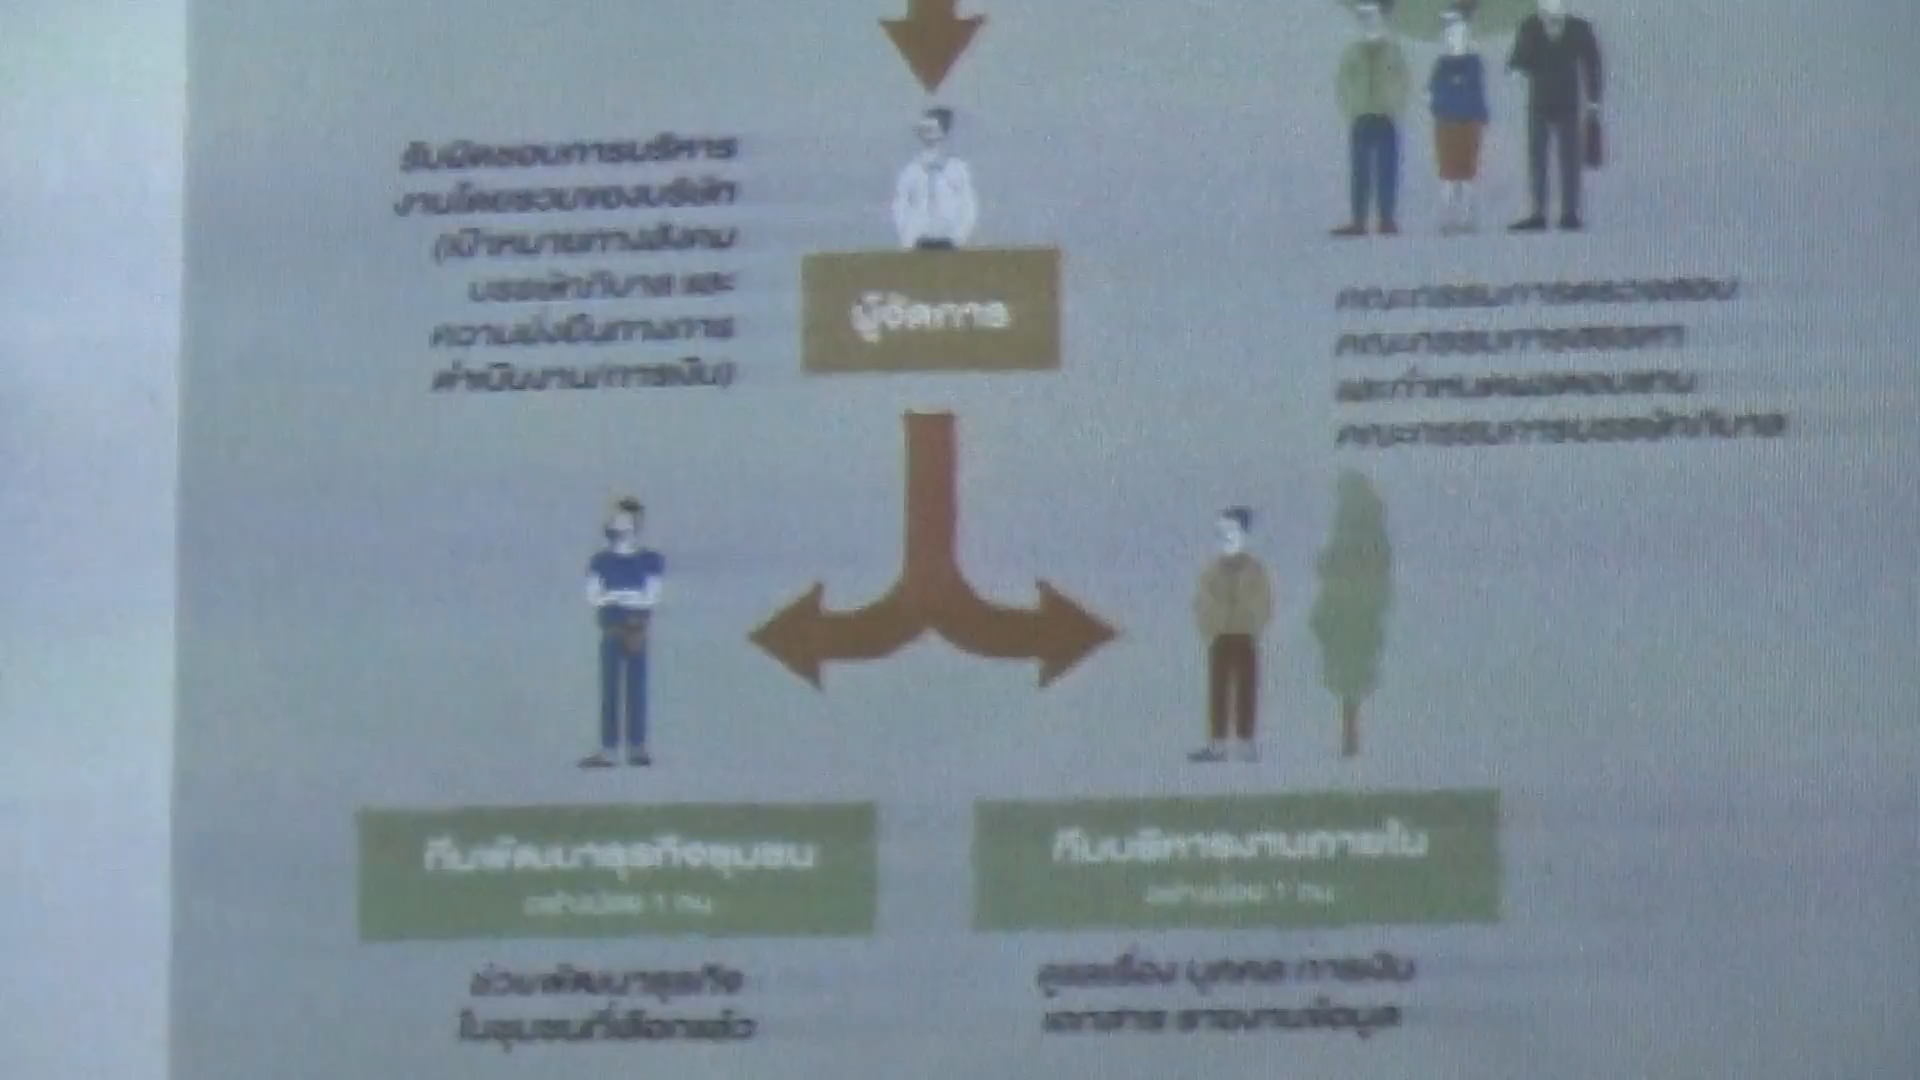 รับผิดชอบการบริหาร
งานโดยรวมของบริษัท
(เป้าหมายทางสังคม
บรรษัทภิบาล และ
ความยั่งยืนทางการ
ดำเนินงาน/การเงิน)
ผู้จัดการ
คณะกรรมการตรวจสอบ
คณะกรรมการสรรหา
และกำหนดผลตอบแทน
คณะกรรมการบรรษัทภิบาล
ทีมพัฒนาธุรกิจชุมชน
อย่างน้อย 1 คน
ช่วยพัฒนาธุรกิจ
ในชุมชนที่เลือกแล้ว
ทีมบริหารงานภายใน
อย่างน้อย 1 คน
ดูแลเรื่อง บุคคล การเงิน
เอกสาร รายงานข้อมูล